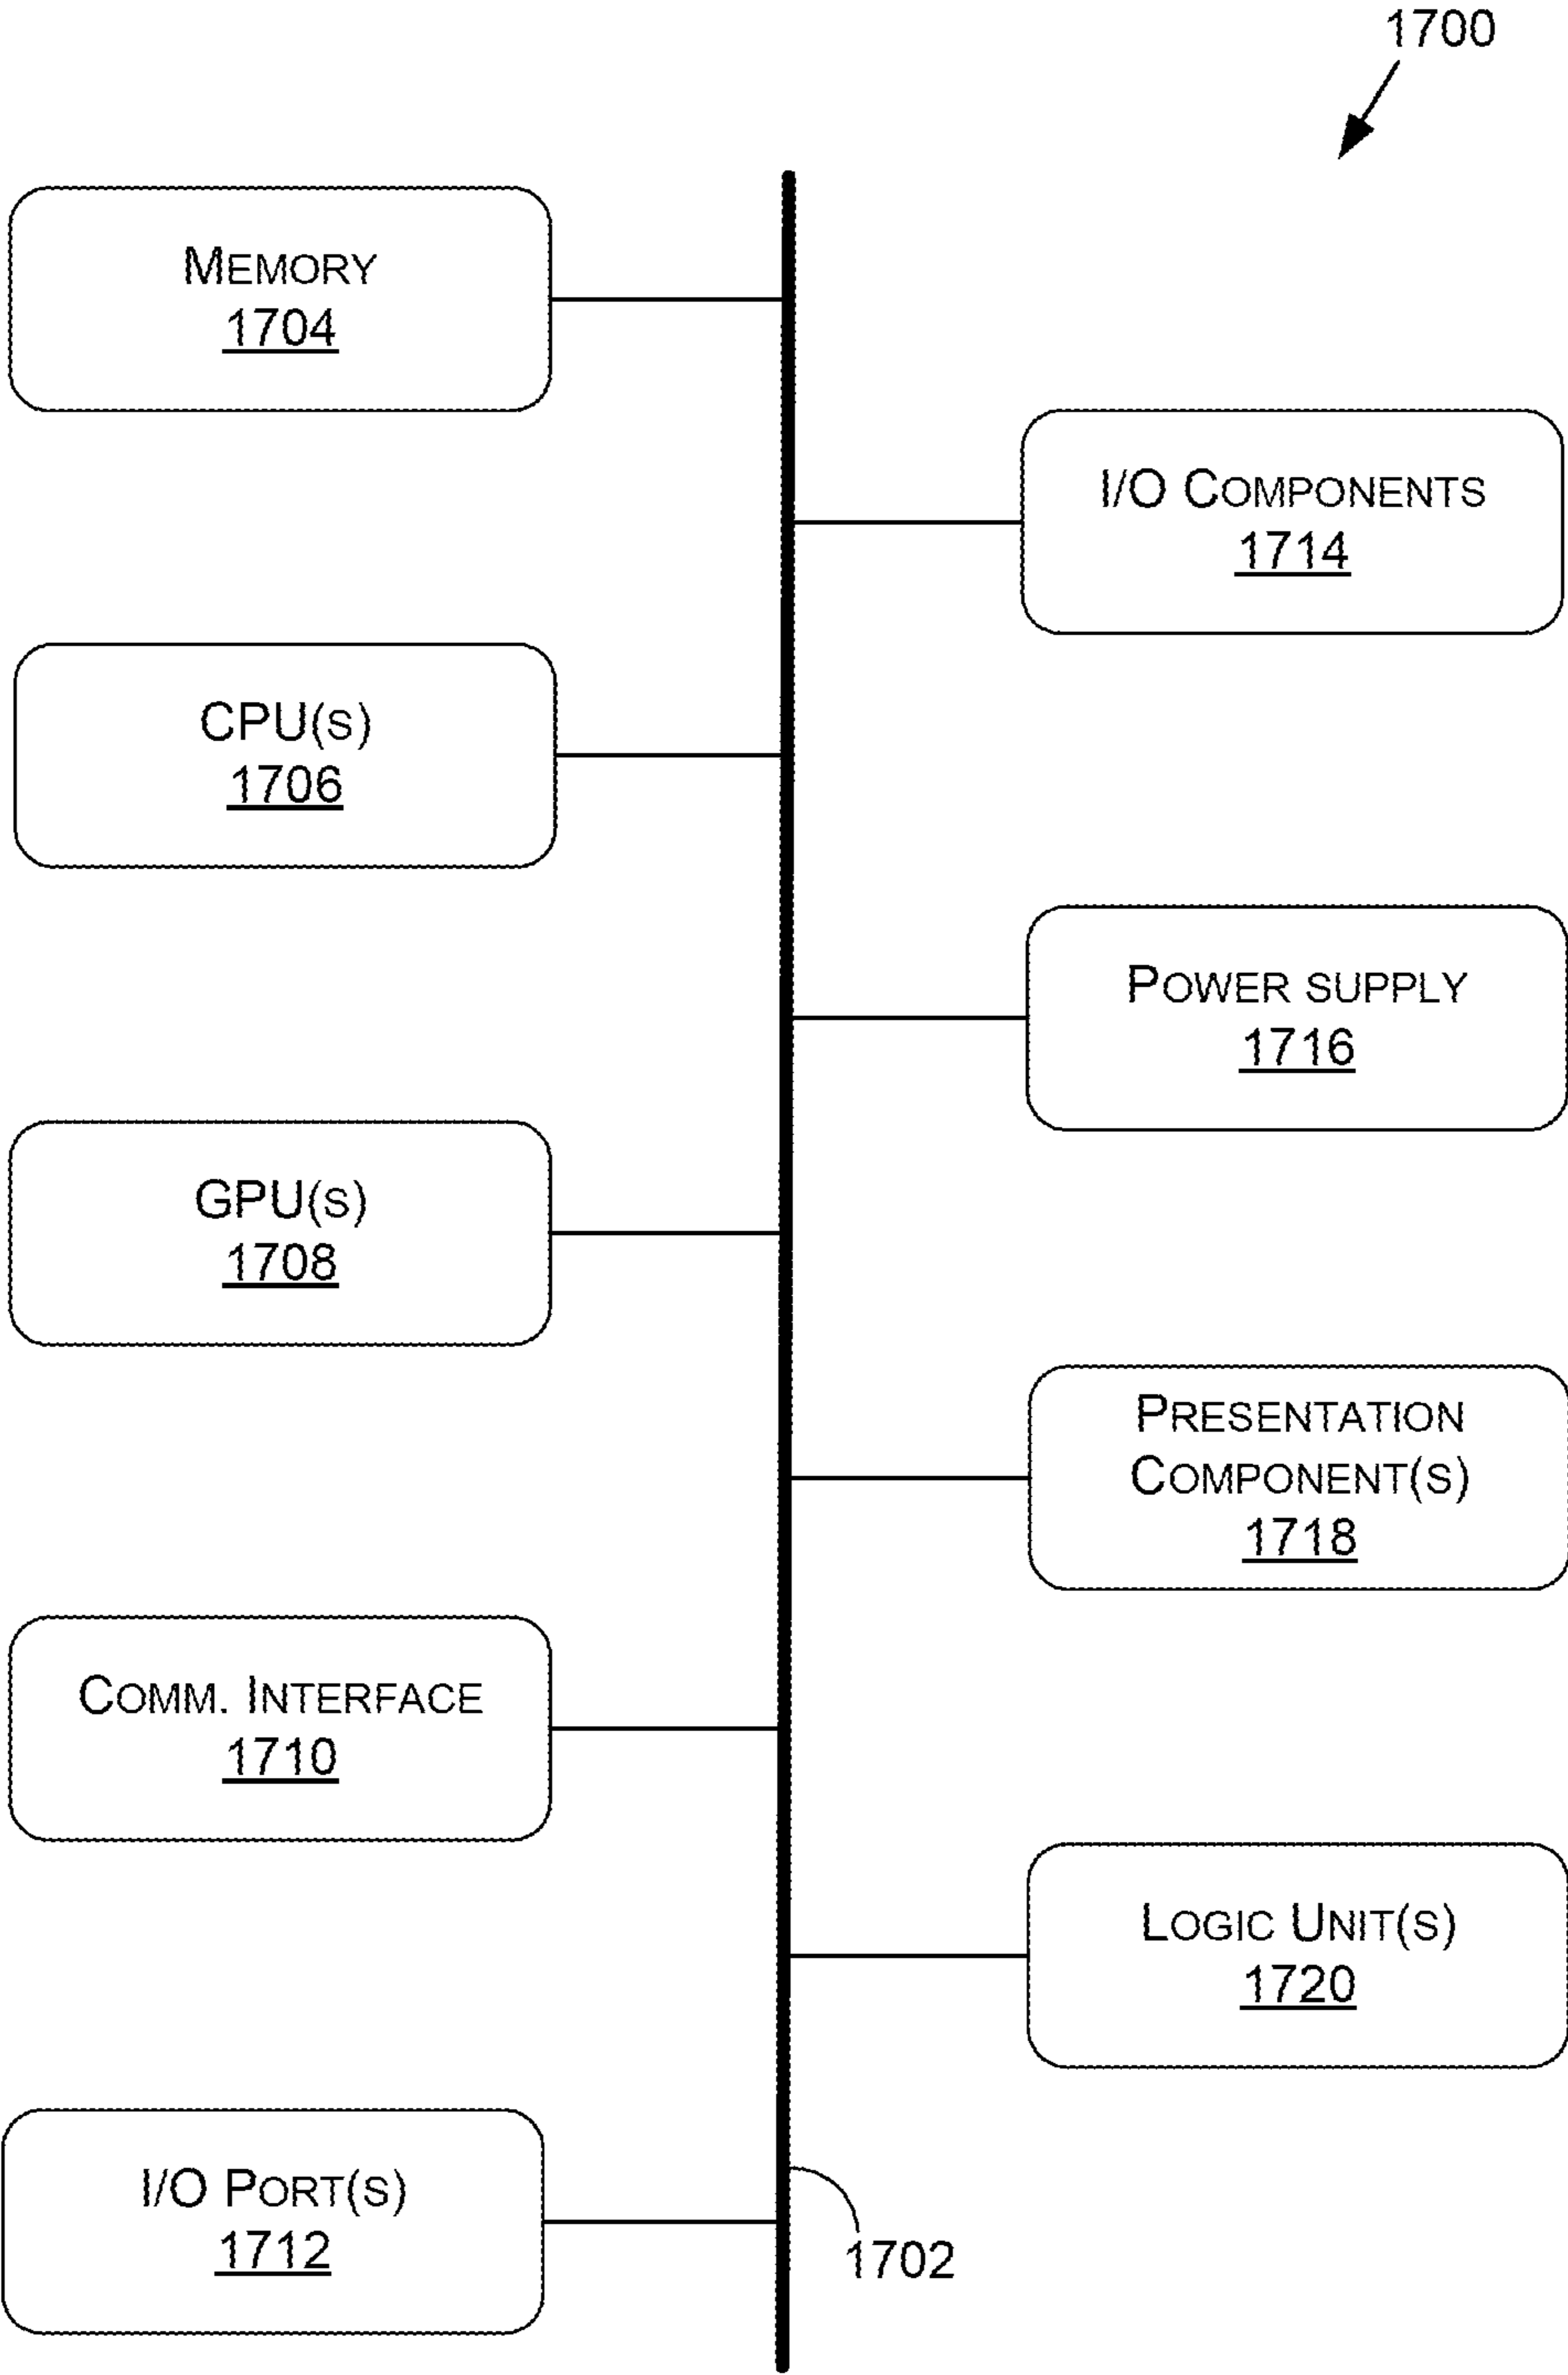 1700
MEMORY
1704
I/O COMPONENTS
1714
CPU(S)
1706
POWER SUPPLY
1716
GPU(S)
1708
PRESENTATION
COMPONENT(S)
1718
COMM. INTERFACE
1710
LOGIC UNIT(S)
1720
I/O PORT(S)
1712
1702